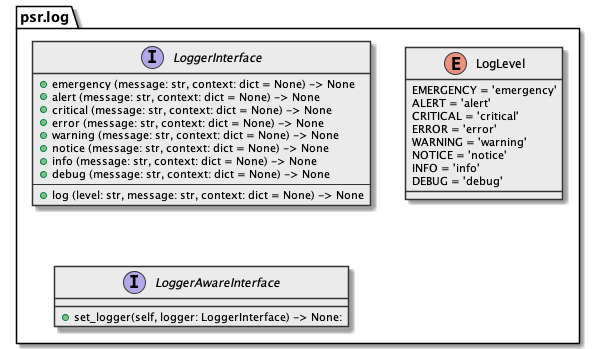 psr.log
I LoggerInterface
emergency (message: str, context: dict = None) -> None
alert (message: str, context: dict = None) -> None
critical (message: str, context: dict = None) -> None
error (message: str, context: dict = None) -> None
warning (message: str, context: dict = None) -> None
notice (message: str, context: dict = None) -> None
info (message: str, context: dict = None) -> None
debug (message: str, context: dict = None) -> None
log (level: str, message: str, context: dict = None) -> None
E LogLevel
EMERGENCY = 'emergency'
ALERT = 'alert'
CRITICAL = 'critical'
ERROR = 'error'
WARNING = 'warning'
NOTICE = 'notice'
INFO = 'info'
DEBUG = 'debug'
I LoggerAwareInterface
set_logger(self, logger: LoggerInterface) -> None: